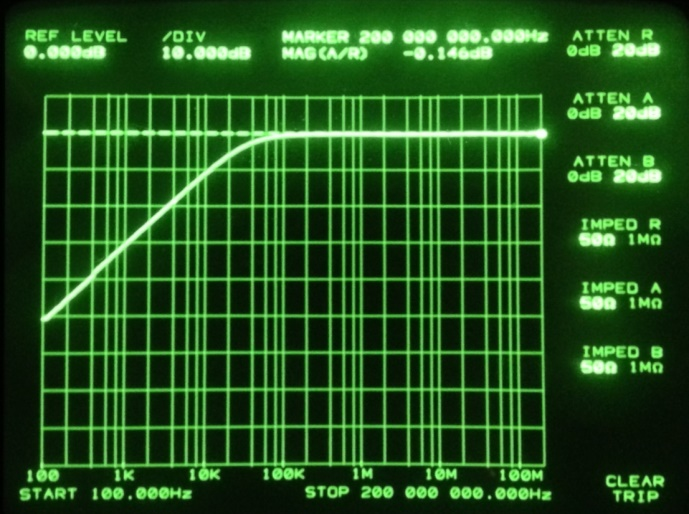 REF LEVEL /DIV MARKER 200 000 000.000Hz
0.000dB 10.000dB MAG(A/R) -0.146dB
ATTEN R
0dB 20dB
ATTEN A
0dB 20dB
ATTEN B
0dB 20dB
IMPED R
50Ω 1MΩ
IMPED A
50Ω 1MΩ
IMPED B
50Ω 1MΩ
100 1K 10K 100K 1M 10M 100M
START 100.000Hz STOP 200 000 000.000Hz
CLEAR
TRIP